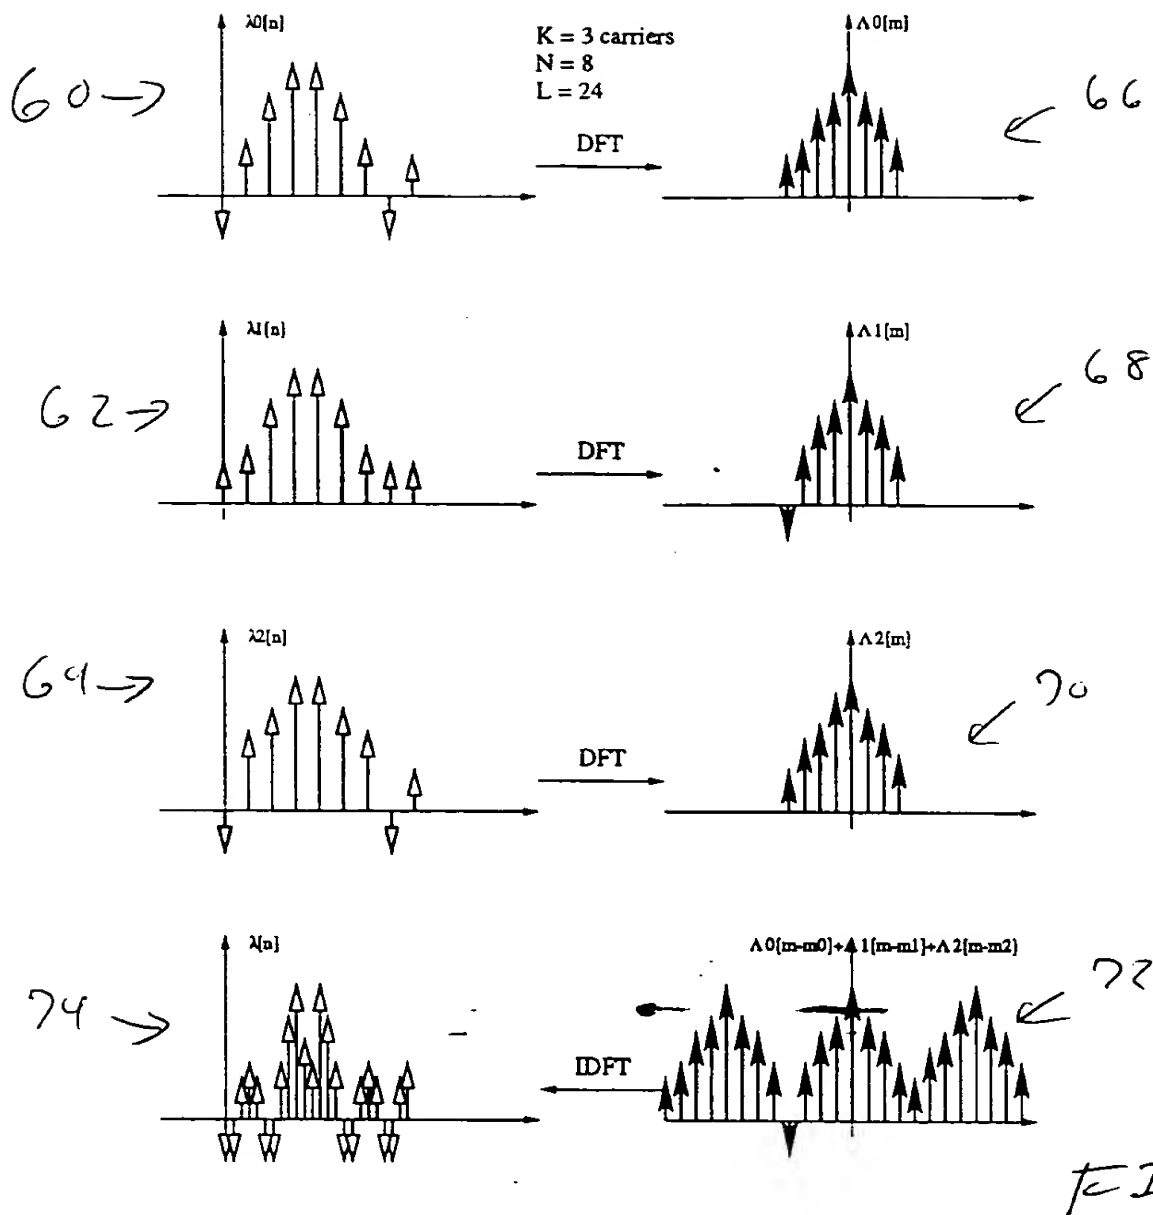 λ0[n]
K = 3 carriers
N = 8
L = 24
Λ0[m]
60
DFT
66
λ1[n]
Λ1[m]
62
DFT
68
λ2[n]
Λ2[m]
64
DFT
70
λ[n]
Λ0[m-m0]+Λ1[m-m1]+Λ2[m-m2]
74
IDFT
72